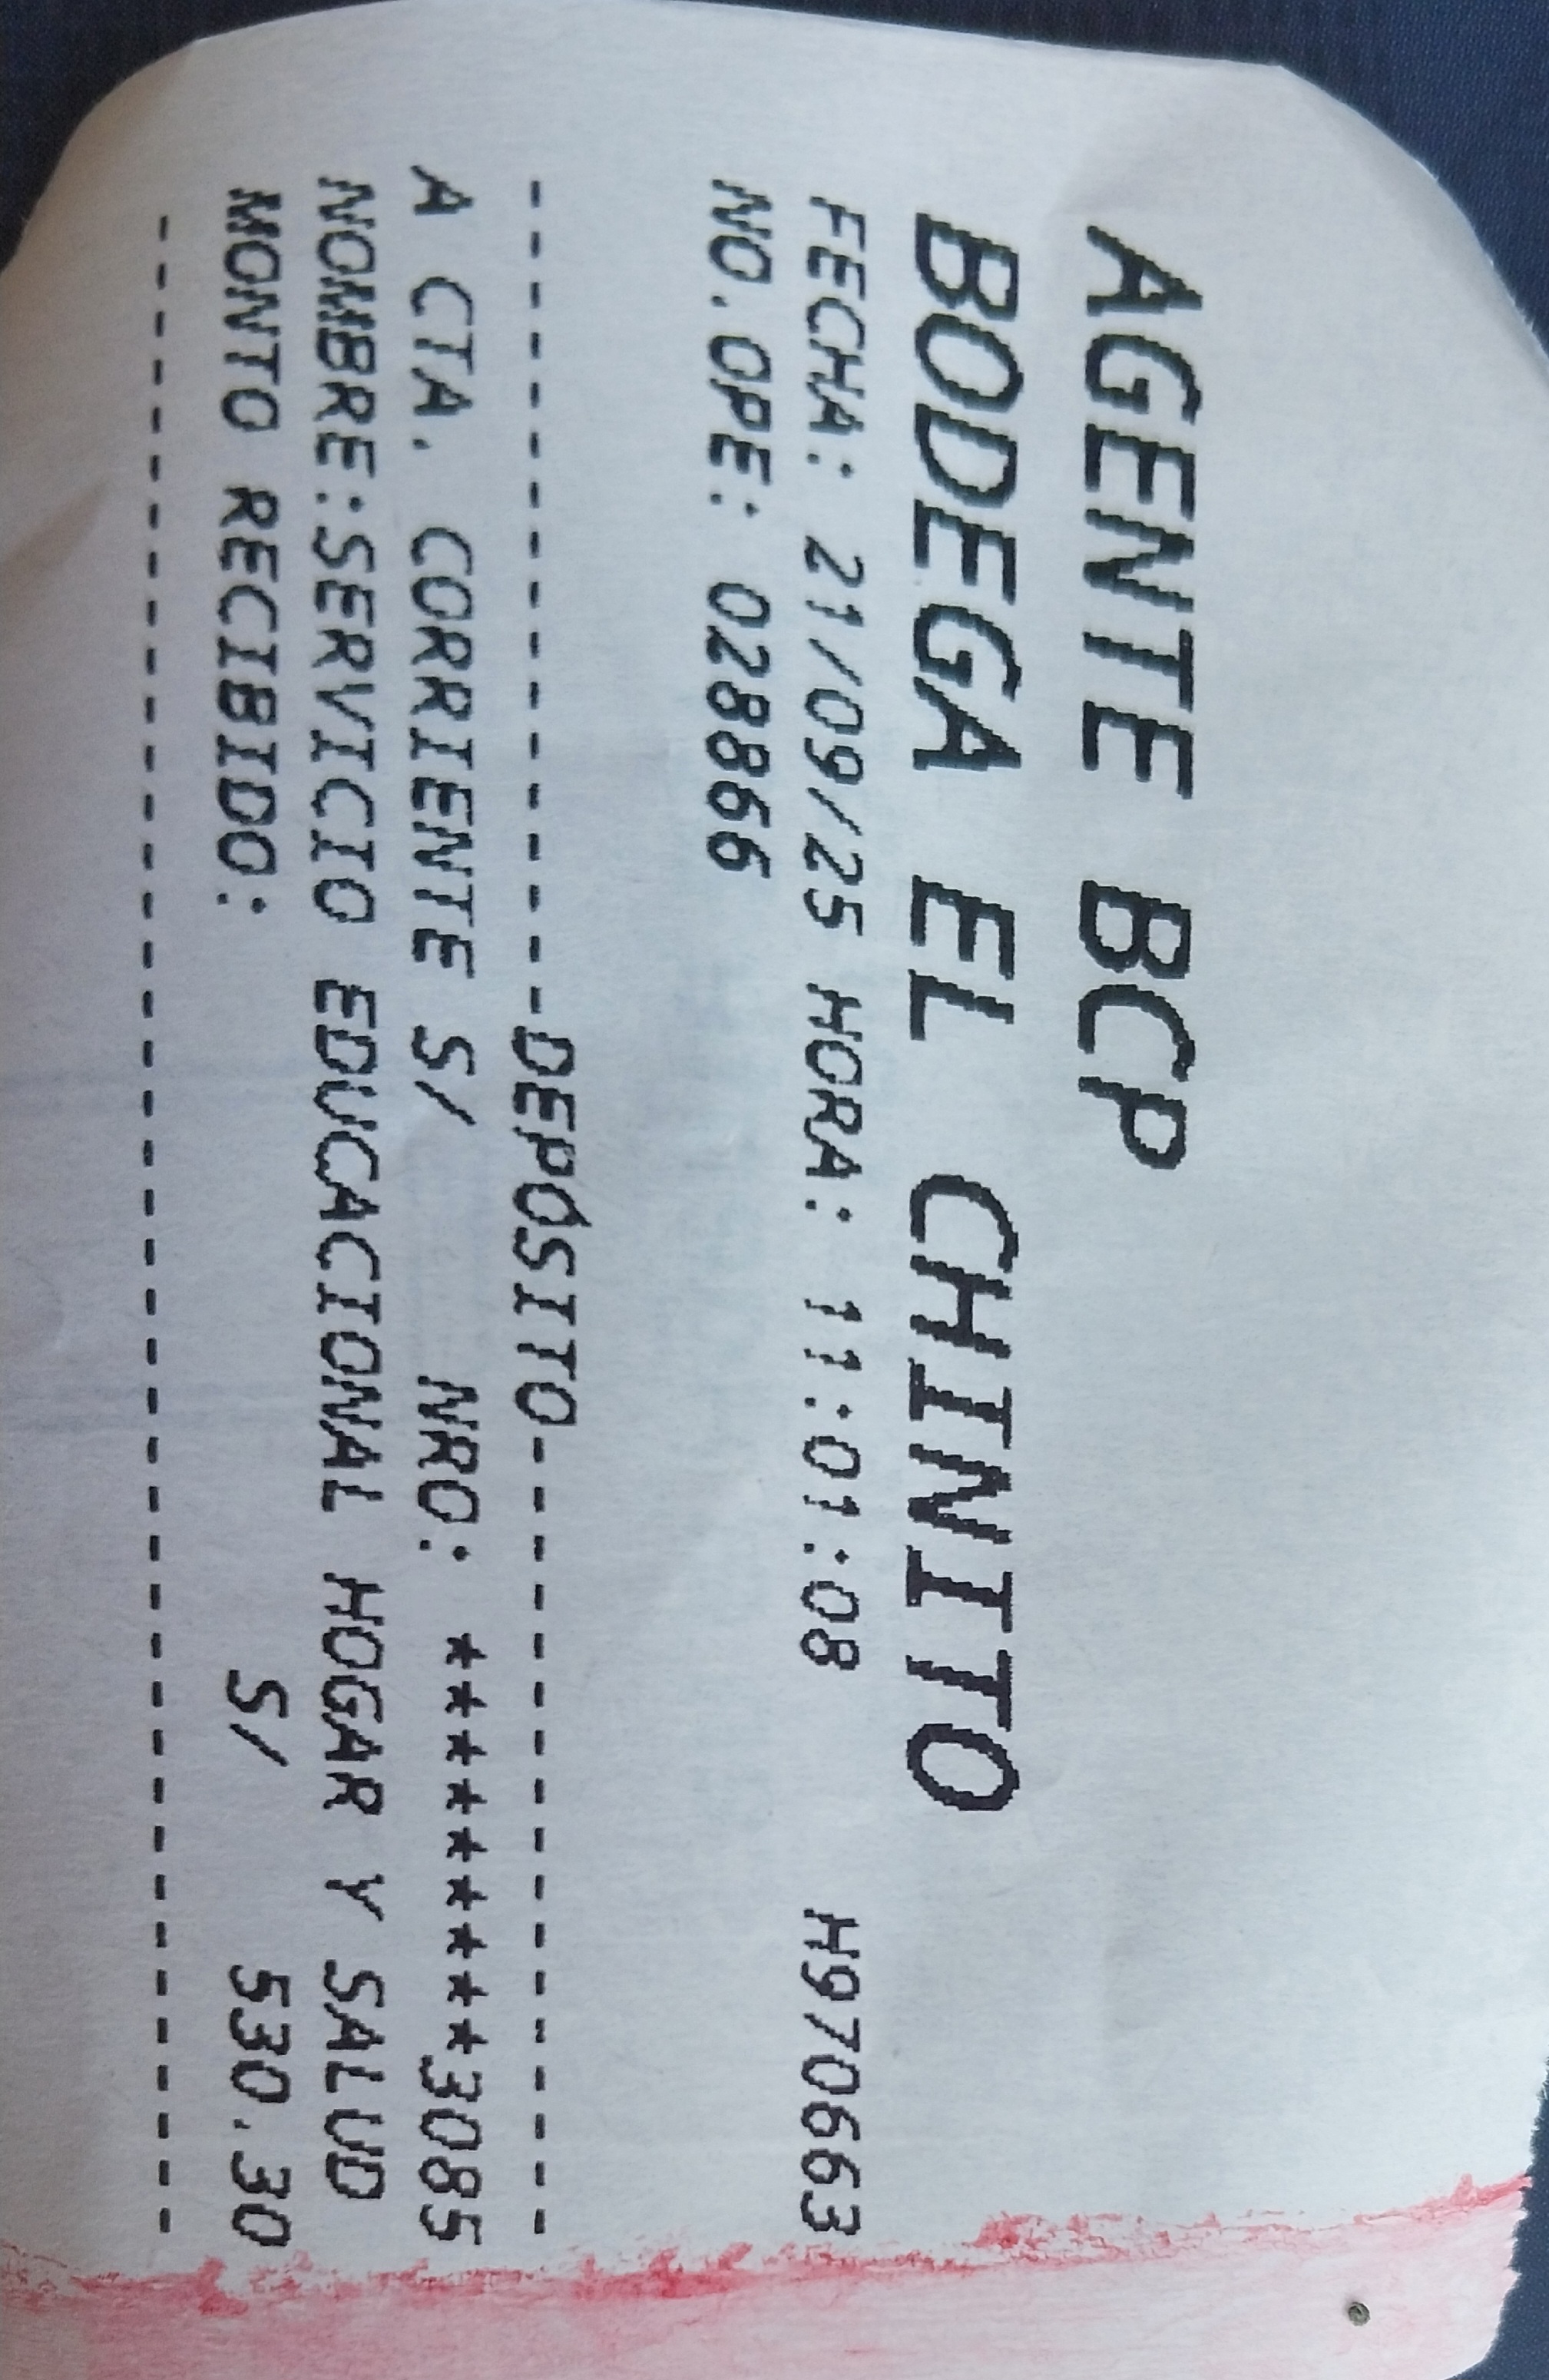 AGENTE BCP
BODEGA EL CHINITO
FECHA: 21/09/25 HORA: 11:01:08 H970663
NO.OPE: 028866
----------------DEPOSITO----------------
A CTA. CORRIENTE S/ NRO: *********3085
NOMBRE:SERVICIO EDUCACIONAL HOGAR Y SALUD
MONTO RECIBIDO: S/ 530.30
----------------------------------------